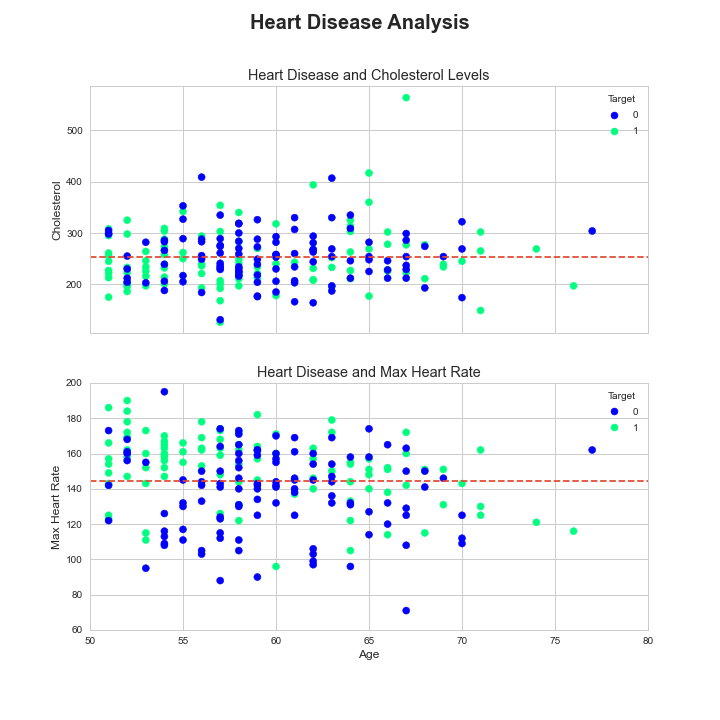 Heart Disease Analysis
Heart Disease and Cholesterol Levels
Target
0
1
500
400
300
200
Cholesterol
Heart Disease and Max Heart Rate
Target
0
1
200
180
160
140
120
100
80
60
Max Heart Rate
50 55 60 65 70 75 80
Age